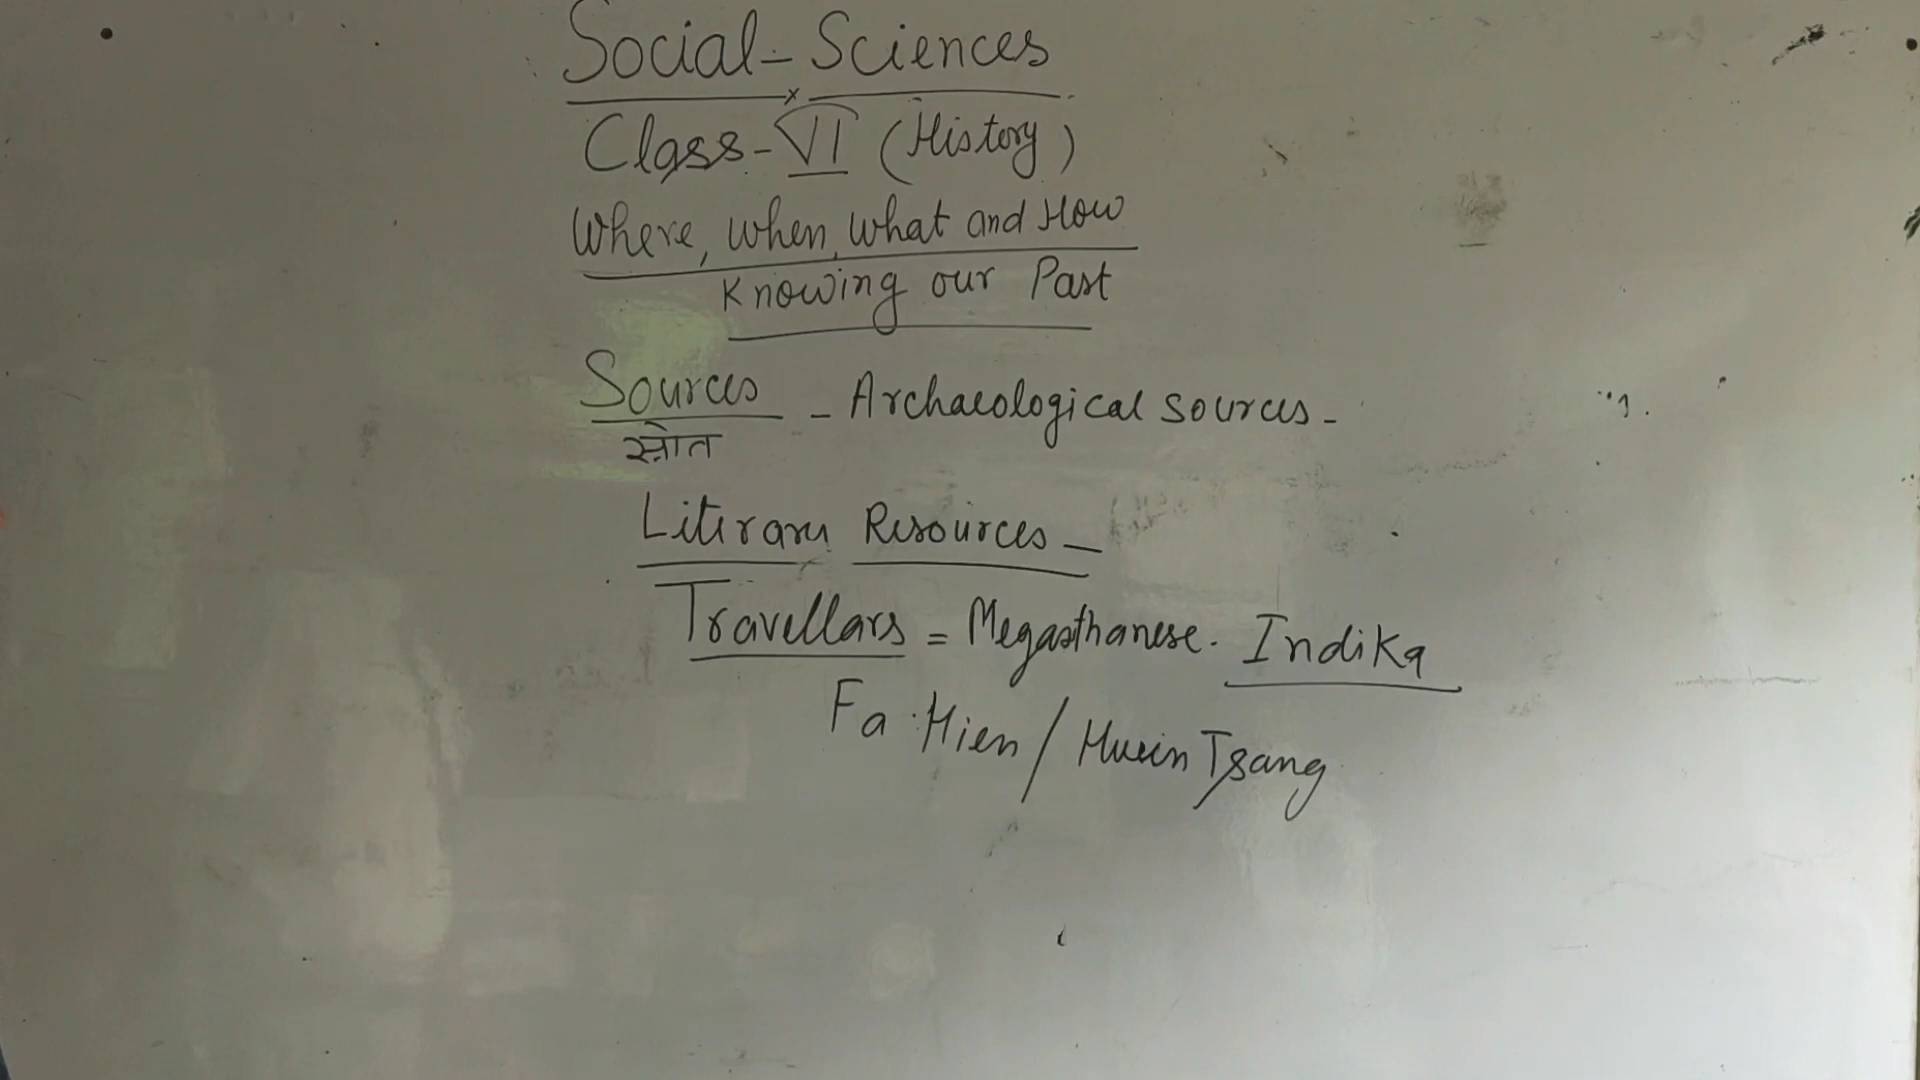 Social-Sciences
Class-VI (History)
Where, when, what and How
Knowing our Past
Sources - Archaeological sources-
स्रोत
Literary Resources -
Travellars = Megasthanese. Indika
Fa Hien / Huein Tsang